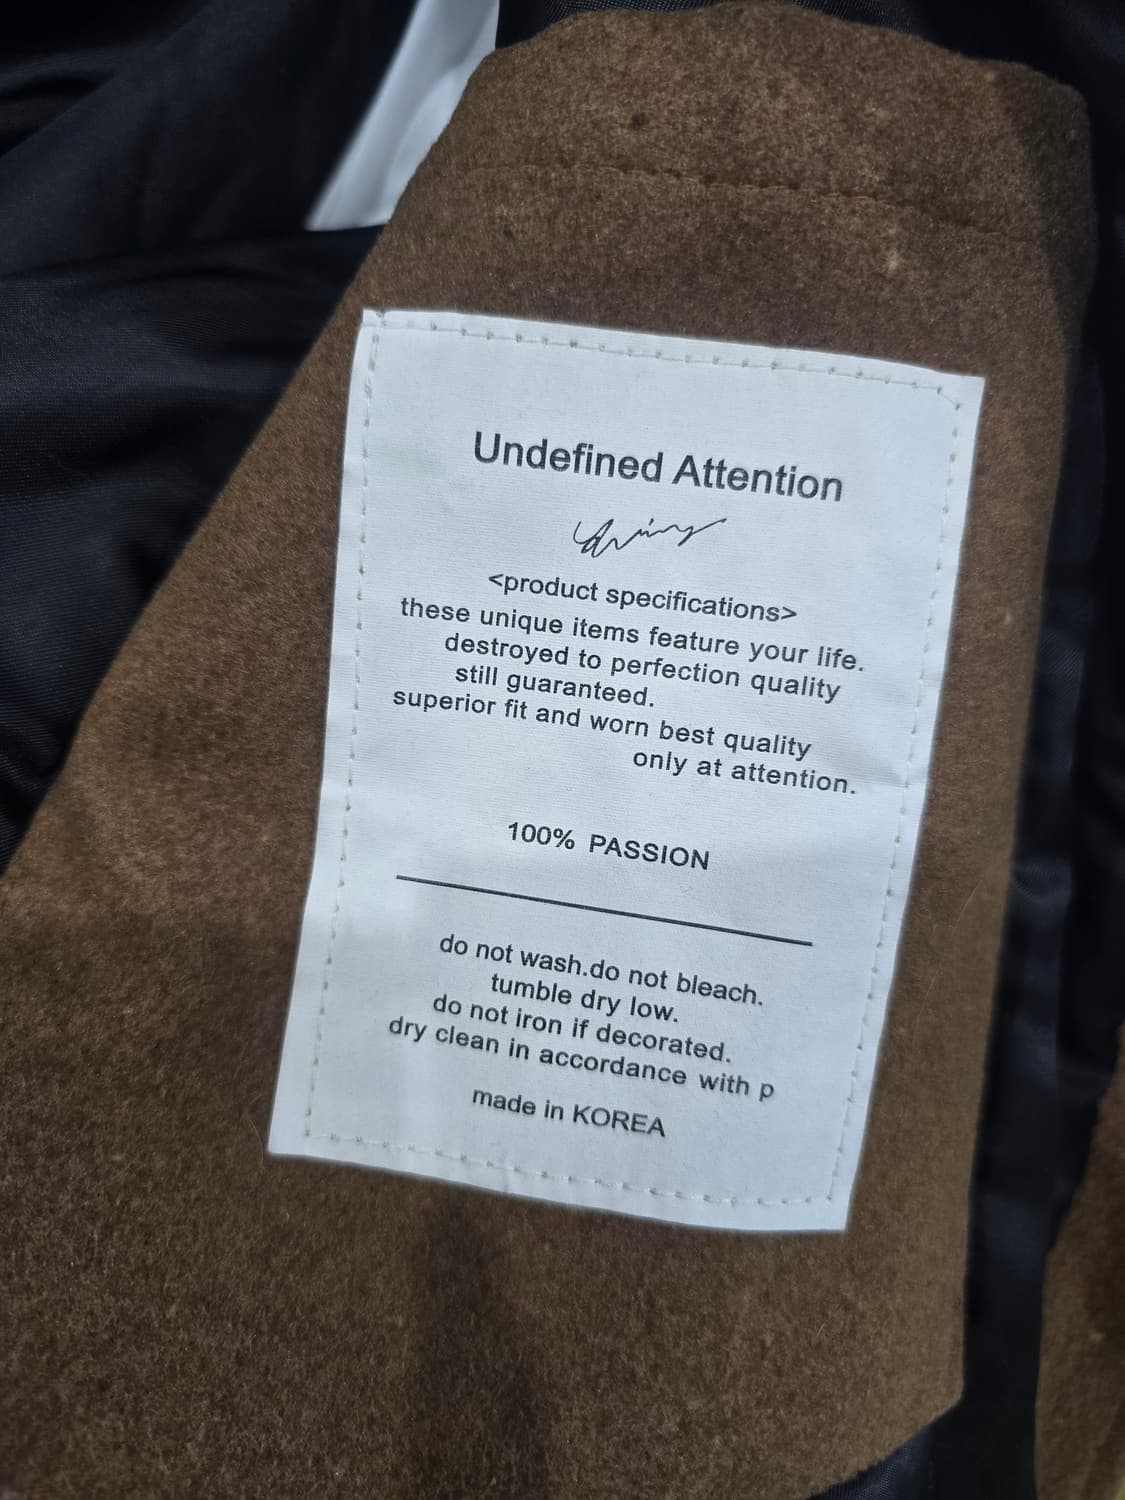 Undefined Attention
<product specifications>
these unique items feature your life.
destroyed to perfection quality
still guaranteed.
superior fit and worn best quality
only at attention.
100% PASSION
do not wash.do not bleach.
tumble dry low.
do not iron if decorated.
dry clean in accordance with p
made in KOREA